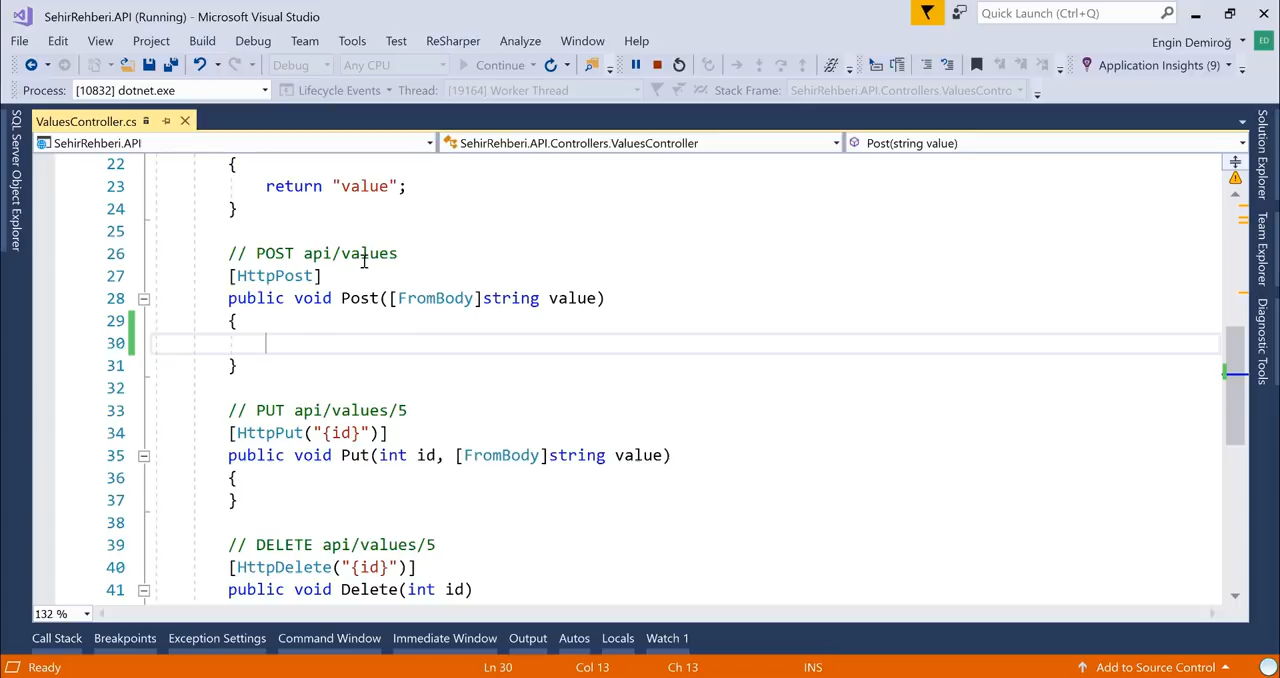 SehirRehberi.API (Running) - Microsoft Visual Studio
Quick Launch (Ctrl+Q)
File Edit View Project Build Debug Team Tools Test ReSharper Analyze Window Help
Engin Demiroğ ED
Debug Any CPU Continue Application Insights (9)
Process: [10832] dotnet.exe Lifecycle Events Thread: [19164] Worker Thread Stack Frame: SehirRehberi.API.Controllers.ValuesContro
ValuesController.cs
SehirRehberi.API SehirRehberi.API.Controllers.ValuesController Post(string value)
22 {
23 return "value";
24 }
25
26 // POST api/values
27 [HttpPost]
28 public void Post([FromBody]string value)
29 {
30
31 }
32
33 // PUT api/values/5
34 [HttpPut("{id}")]
35 public void Put(int id, [FromBody]string value)
36 {
37 }
38
39 // DELETE api/values/5
40 [HttpDelete("{id}")]
41 public void Delete(int id)
SQL Server Object Explorer
Solution Explorer
Team Explorer
Diagnostic Tools
132 %
Call Stack Breakpoints Exception Settings Command Window Immediate Window Output Autos Locals Watch 1
Ready Ln 30 Col 13 Ch 13 INS Add to Source Control